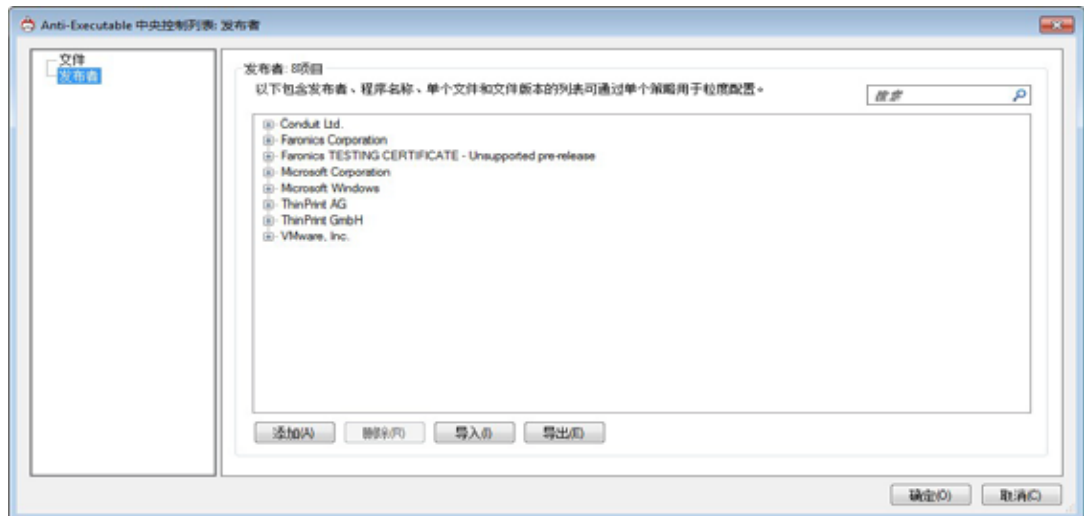 Anti-Executable 中央控制列表: 发布者
文件
发布者
发布者: 8项目
以下包含发布者、程序名称、单个文件和文件版本的列表可通过单个策略用于粒度配置。
搜索
Conduit Ltd.
Faronics Corporation
Faronics TESTING CERTIFICATE - Unsupported pre-release
Microsoft Corporation
Microsoft Windows
ThinPrint AG
ThinPrint GmbH
VMware, Inc.
添加(A) 删除(R) 导入(I) 导出(E)
确定(O) 取消(C)